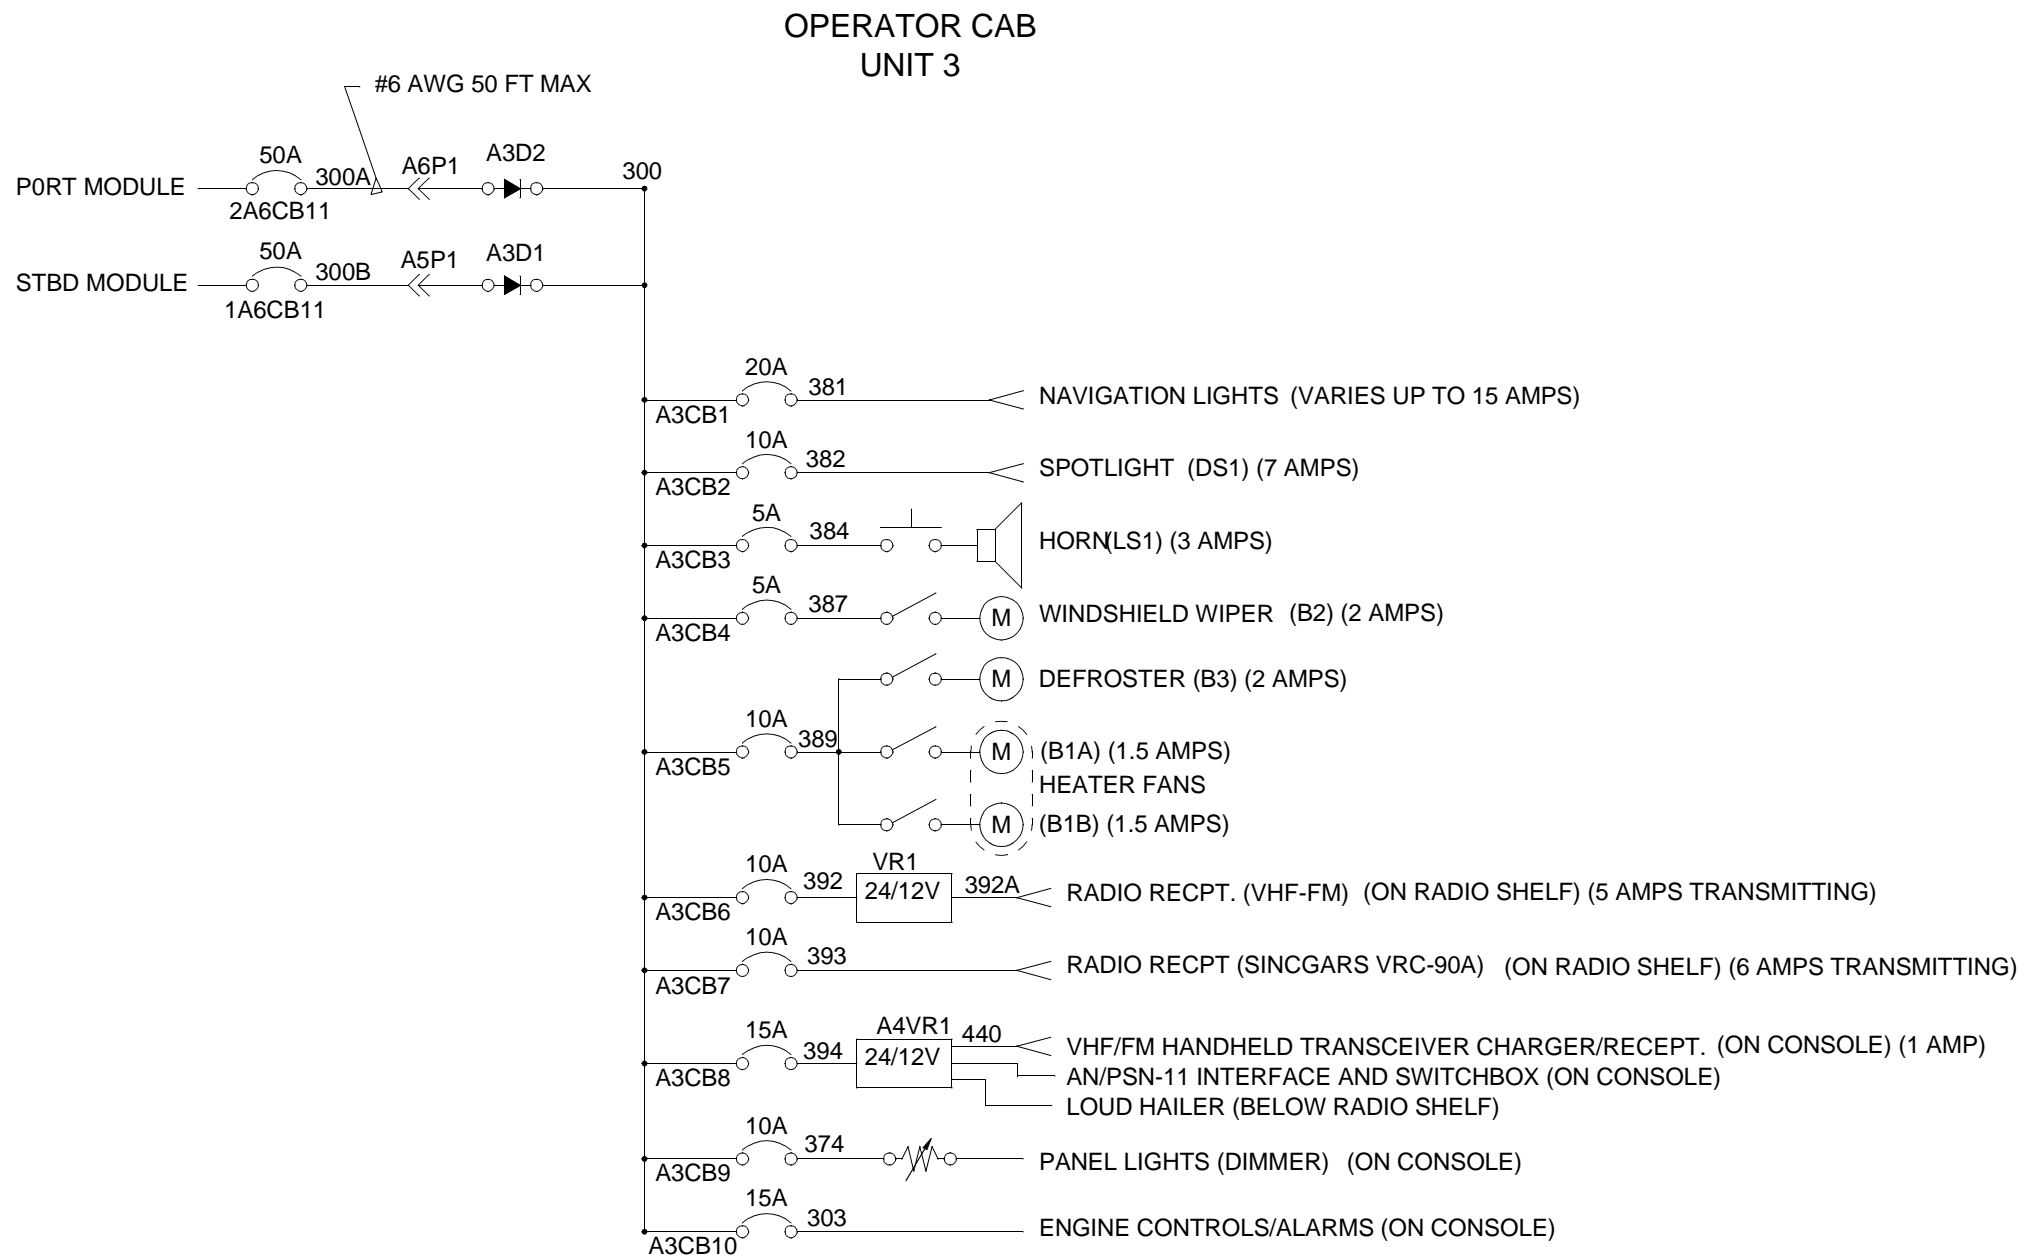 OPERATOR CAB
UNIT 3
#6 AWG 50 FT MAX
P0RT MODULE
50A
300A
2A6CB11
A6P1
A3D2
300
STBD MODULE
50A
300B
1A6CB11
A5P1
A3D1
20A
381
A3CB1
NAVIGATION LIGHTS (VARIES UP TO 15 AMPS)
10A
382
A3CB2
SPOTLIGHT (DS1) (7 AMPS)
5A
384
A3CB3
HORN(LS1) (3 AMPS)
5A
387
A3CB4
M
WINDSHIELD WIPER (B2) (2 AMPS)
M
DEFROSTER (B3) (2 AMPS)
10A
389
A3CB5
M
(B1A) (1.5 AMPS)
HEATER FANS
M
(B1B) (1.5 AMPS)
10A
392
A3CB6
VR1
24/12V
392A
RADIO RECPT. (VHF-FM) (ON RADIO SHELF) (5 AMPS TRANSMITTING)
10A
393
A3CB7
RADIO RECPT (SINCGARS VRC-90A) (ON RADIO SHELF) (6 AMPS TRANSMITTING)
15A
394
A3CB8
A4VR1
24/12V
440
VHF/FM HANDHELD TRANSCEIVER CHARGER/RECEPT. (ON CONSOLE) (1 AMP)
AN/PSN-11 INTERFACE AND SWITCHBOX (ON CONSOLE)
LOUD HAILER (BELOW RADIO SHELF)
10A
374
A3CB9
PANEL LIGHTS (DIMMER) (ON CONSOLE)
15A
303
A3CB10
ENGINE CONTROLS/ALARMS (ON CONSOLE)